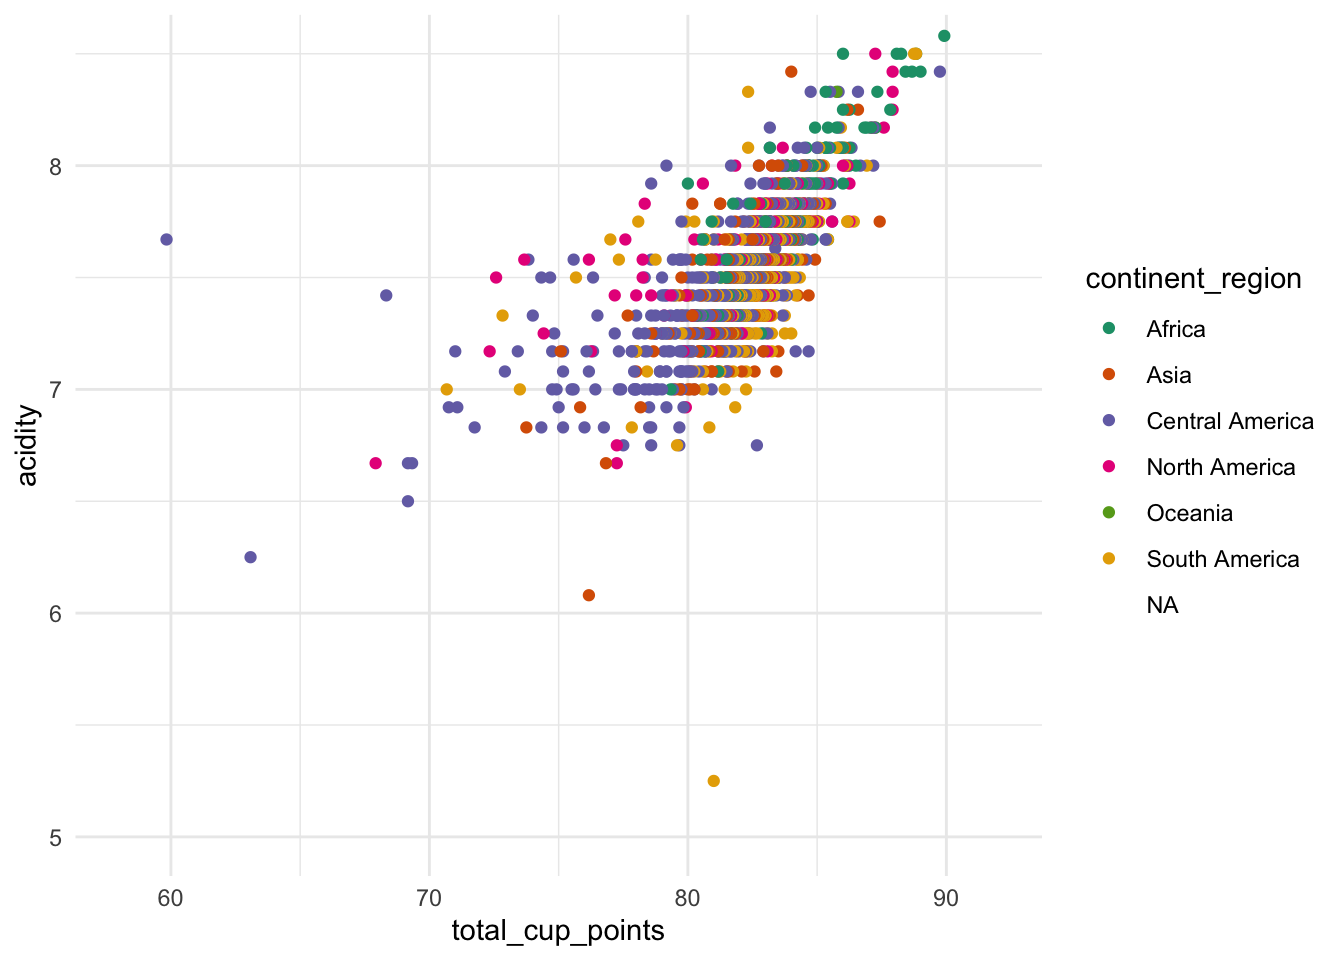 8
7
6
5
acidity
60 70 80 90
total_cup_points
continent_region
Africa
Asia
Central America
North America
Oceania
South America
NA